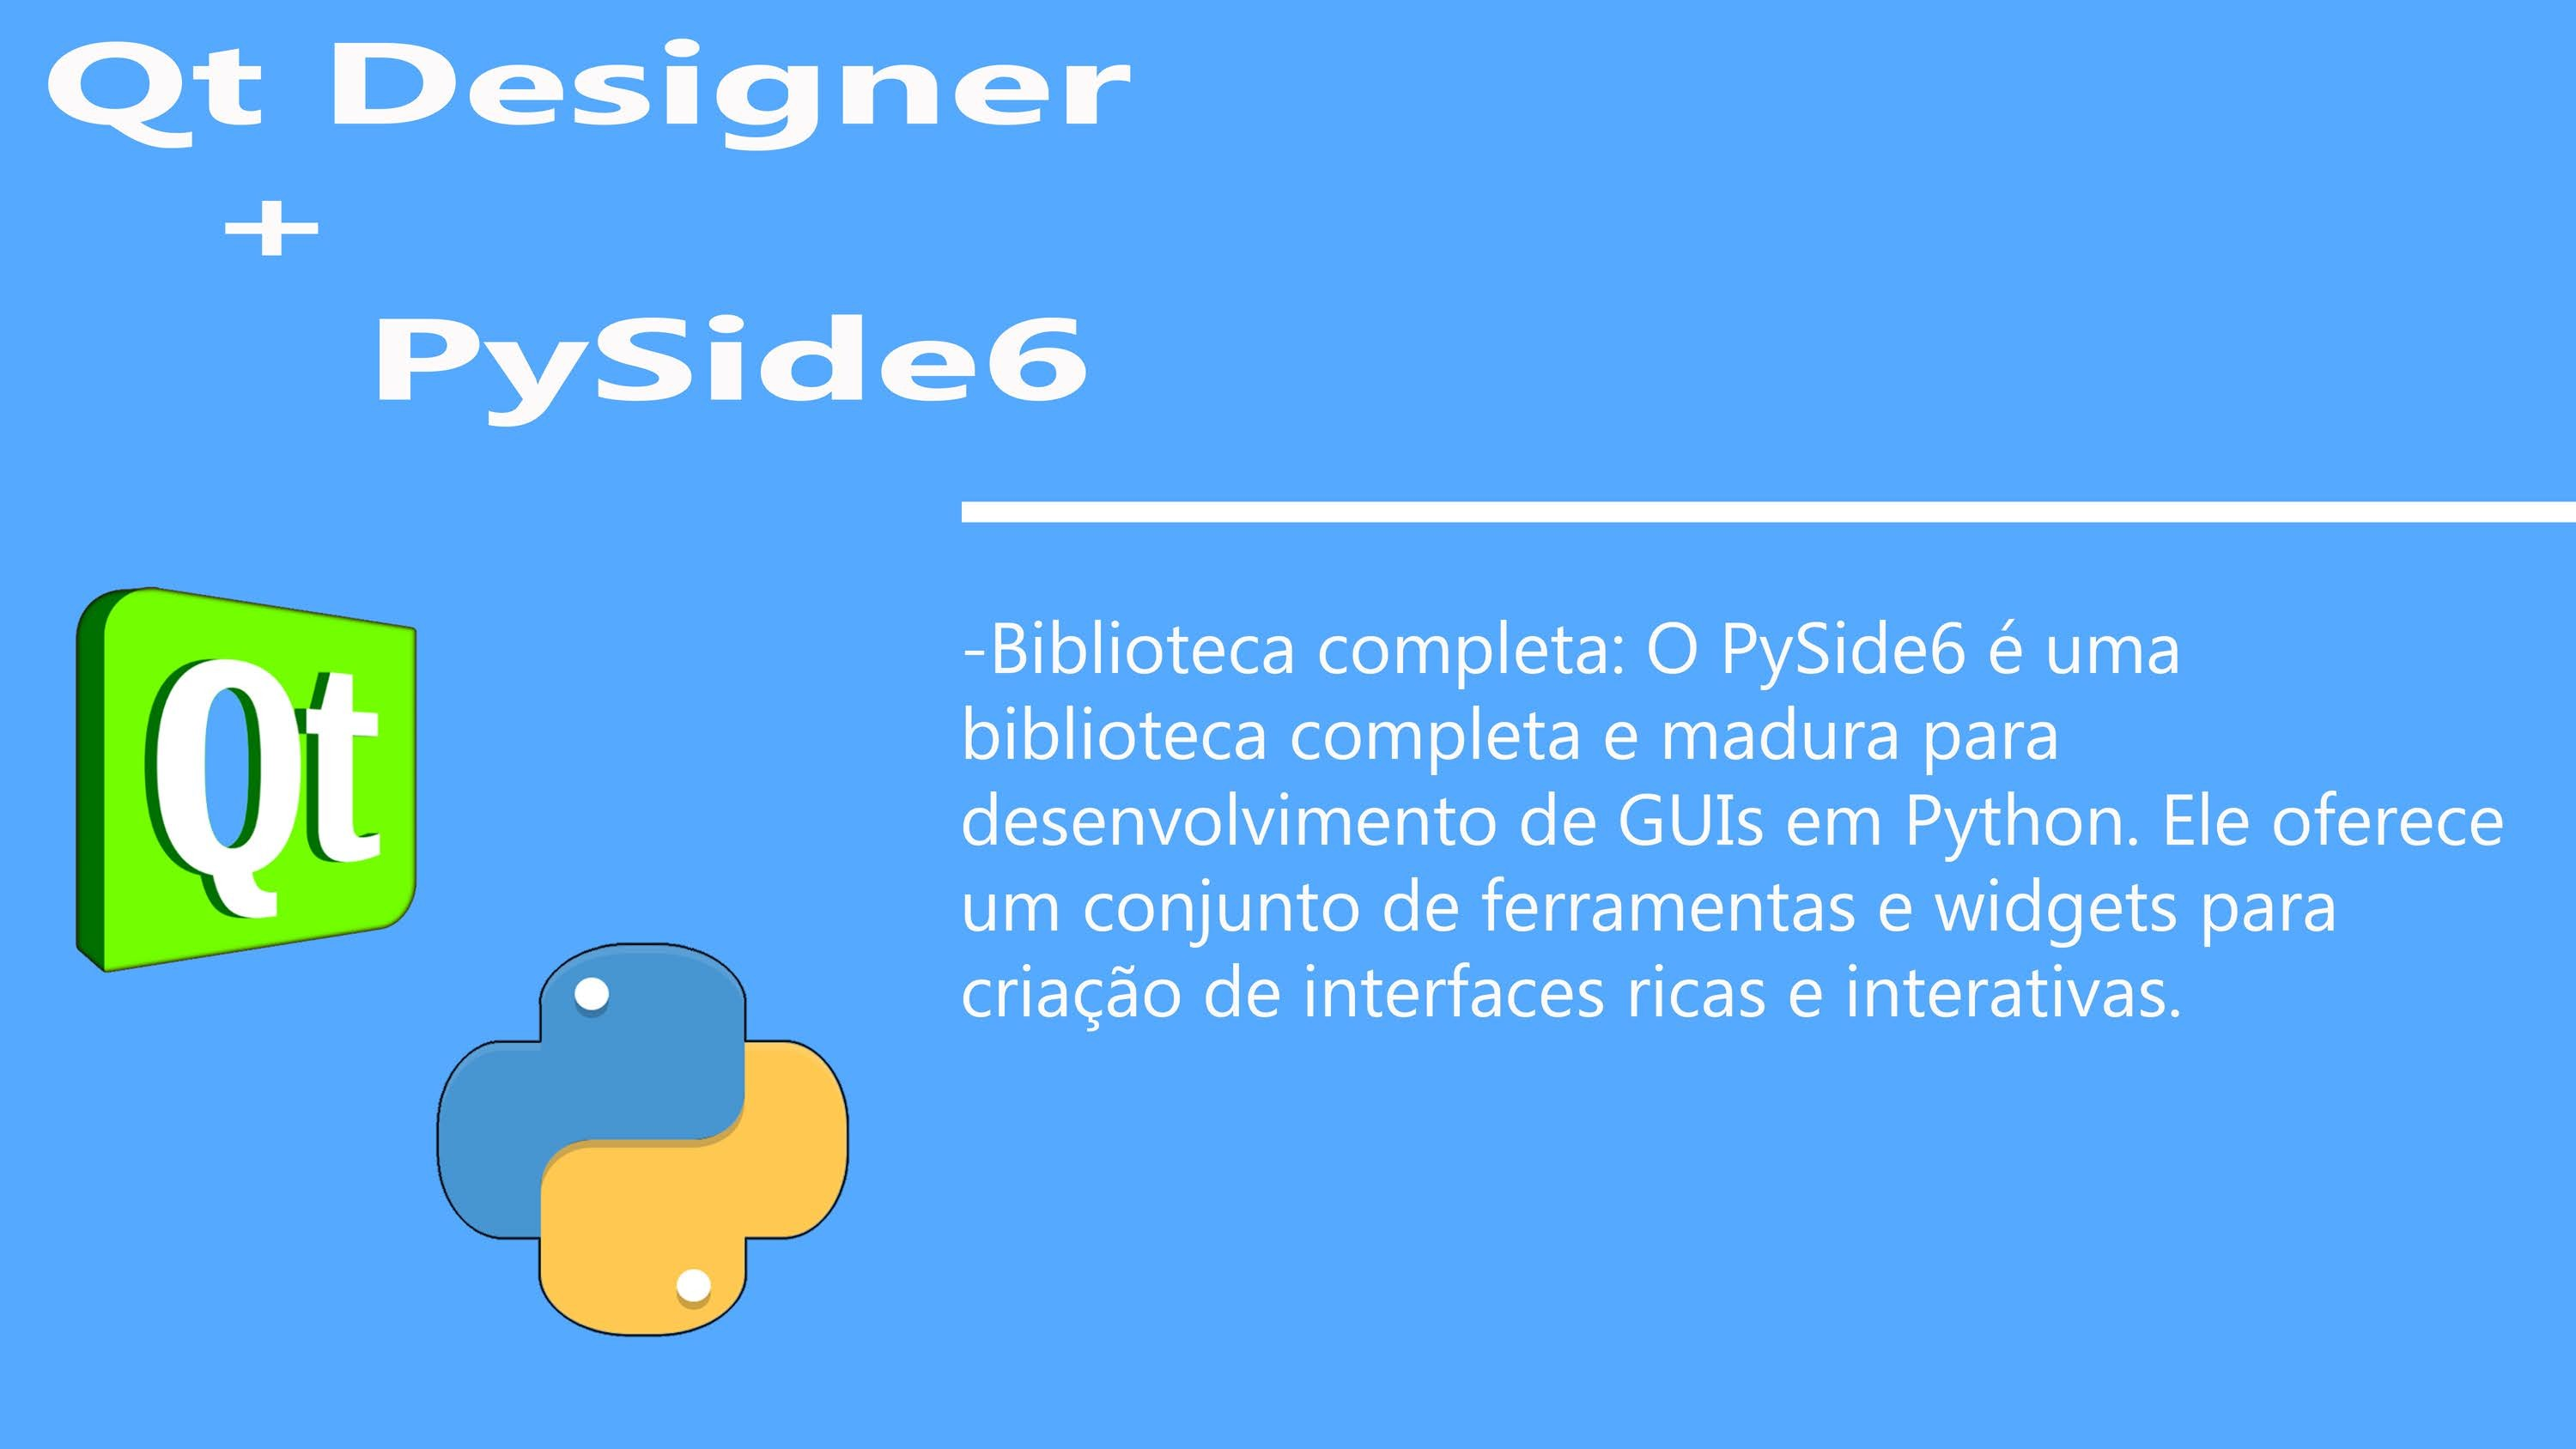 Qt Designer
+
PySide6
Qt
-Biblioteca completa: O PySide6 é uma
biblioteca completa e madura para
desenvolvimento de GUIs em Python. Ele oferece
um conjunto de ferramentas e widgets para
criação de interfaces ricas e interativas.